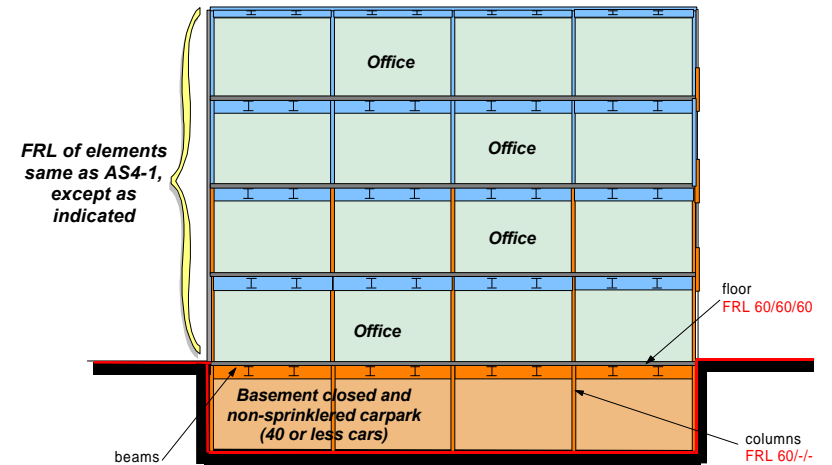 Office
FRL of elements
same as AS4-1,
except as
indicated
Office
Office
Office
floor
FRL 60/60/60
Basement closed and
non-sprinklered carpark
(40 or less cars)
beams
columns
FRL 60/-/-